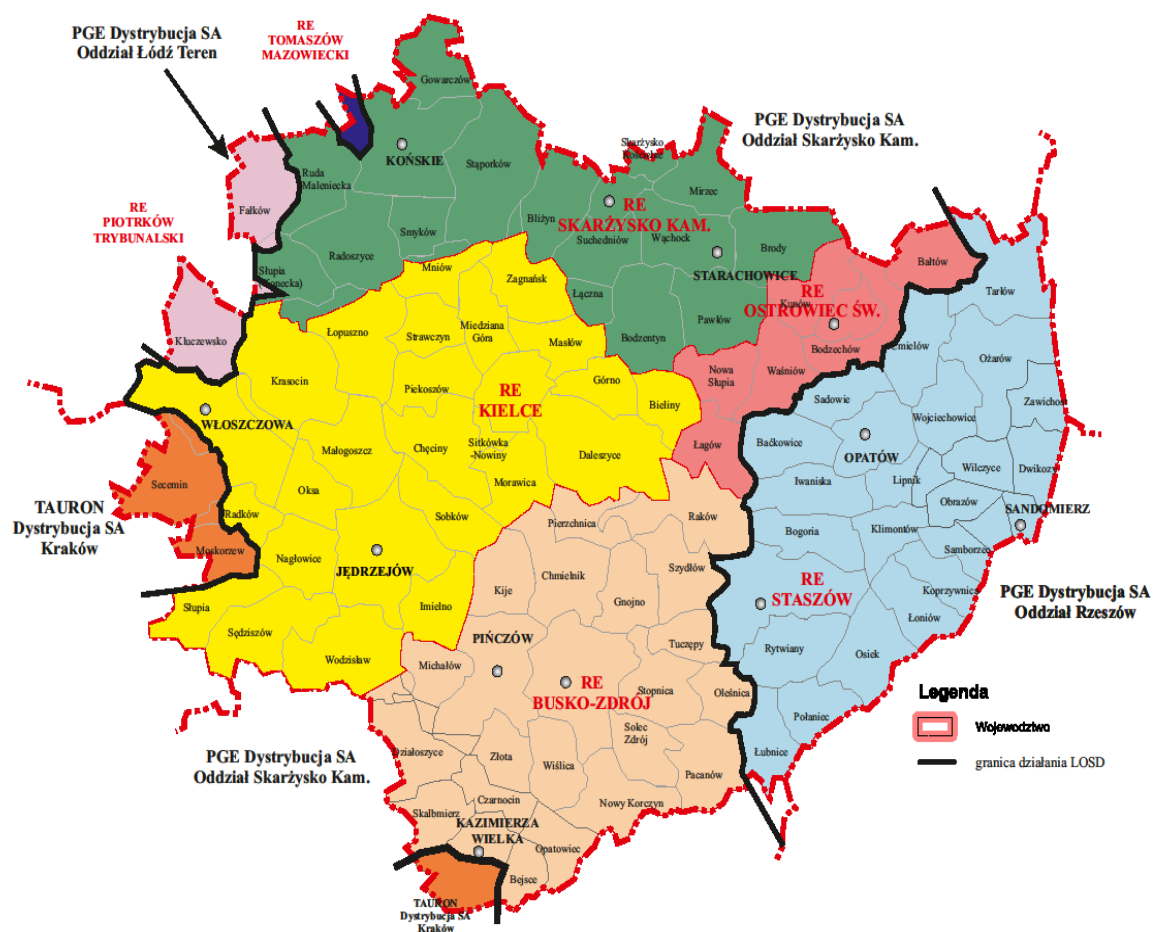 PGE Dystrybucja SA
Oddział Łódź Teren
RE
TOMASZÓW
MAZOWIECKI
Gowarczów
PGE Dystrybucja SA
Oddział Skarżysko Kam.
KOŃSKIE
Stąporków
Skarżysko
Kościelne
Ruda
Maleniecka
Mirzec
Fałków
RE
PIOTRKÓW
TRYBUNALSKI
Smyków
Bliżyn
RE
SKARŻYSKO KAM.
Suchedniów
Wąchock
Brody
Radoszyce
STARACHOWICE
Bałtów
Słupia
(Konecka)
Mniów
Zagnańsk
Łączna
Tarłów
RE
OSTROWIEC ŚW.
Kunów
Pawłów
Kluczewsko
Łopuszno
Strawczyn
Miedziana
Góra
Masłów
Bodzentyn
Bodzechów
Ćmielów
Ożarów
Krasocin
Piekoszów
RE
KIELCE
Górno
Nowa
Słupia
Waśniów
Bieliny
Sadowie
Wojciechowice
Zawichost
WŁOSZCZOWA
Małogoszcz
Chęciny
Sitkówka
-Nowiny
Daleszyce
Łagów
Baćkowice
OPATÓW
Secemin
Oksa
Morawica
Iwaniska
Lipnik
Wilczyce
Dwikozy
TAURON
Dystrybucja SA
Kraków
Radków
Sobków
Pierzchnica
Raków
Bogoria
Klimontów
Obrazów
SANDOMIERZ
Moskorzew
Nagłowice
JĘDRZEJÓW
Chmielnik
Szydłów
Samborzec
Słupia
Imielno
Kije
Gnojno
RE
STASZÓW
Koprzywnica
PGE Dystrybucja SA
Oddział Rzeszów
Łoniów
Sędziszów
Wodzisław
PIŃCZÓW
Michałów
Tuczępy
Rytwiany
Osiek
RE
BUSKO-ZDRÓJ
Stopnica
Oleśnica
Legenda
Połaniec
Wojewodztwo
PGE Dystrybucja SA
Oddział Skarżysko Kam.
Działoszyce
Złota
Wiślica
Solec
Zdrój
Pacanów
Łubnice
granica działania LOSD
Skalbmierz
Czarnocin
Nowy Korczyn
KAZIMIERZA
WIELKA
Opatowiec
Bejsce
TAURON
Dystrybucja SA
Kraków